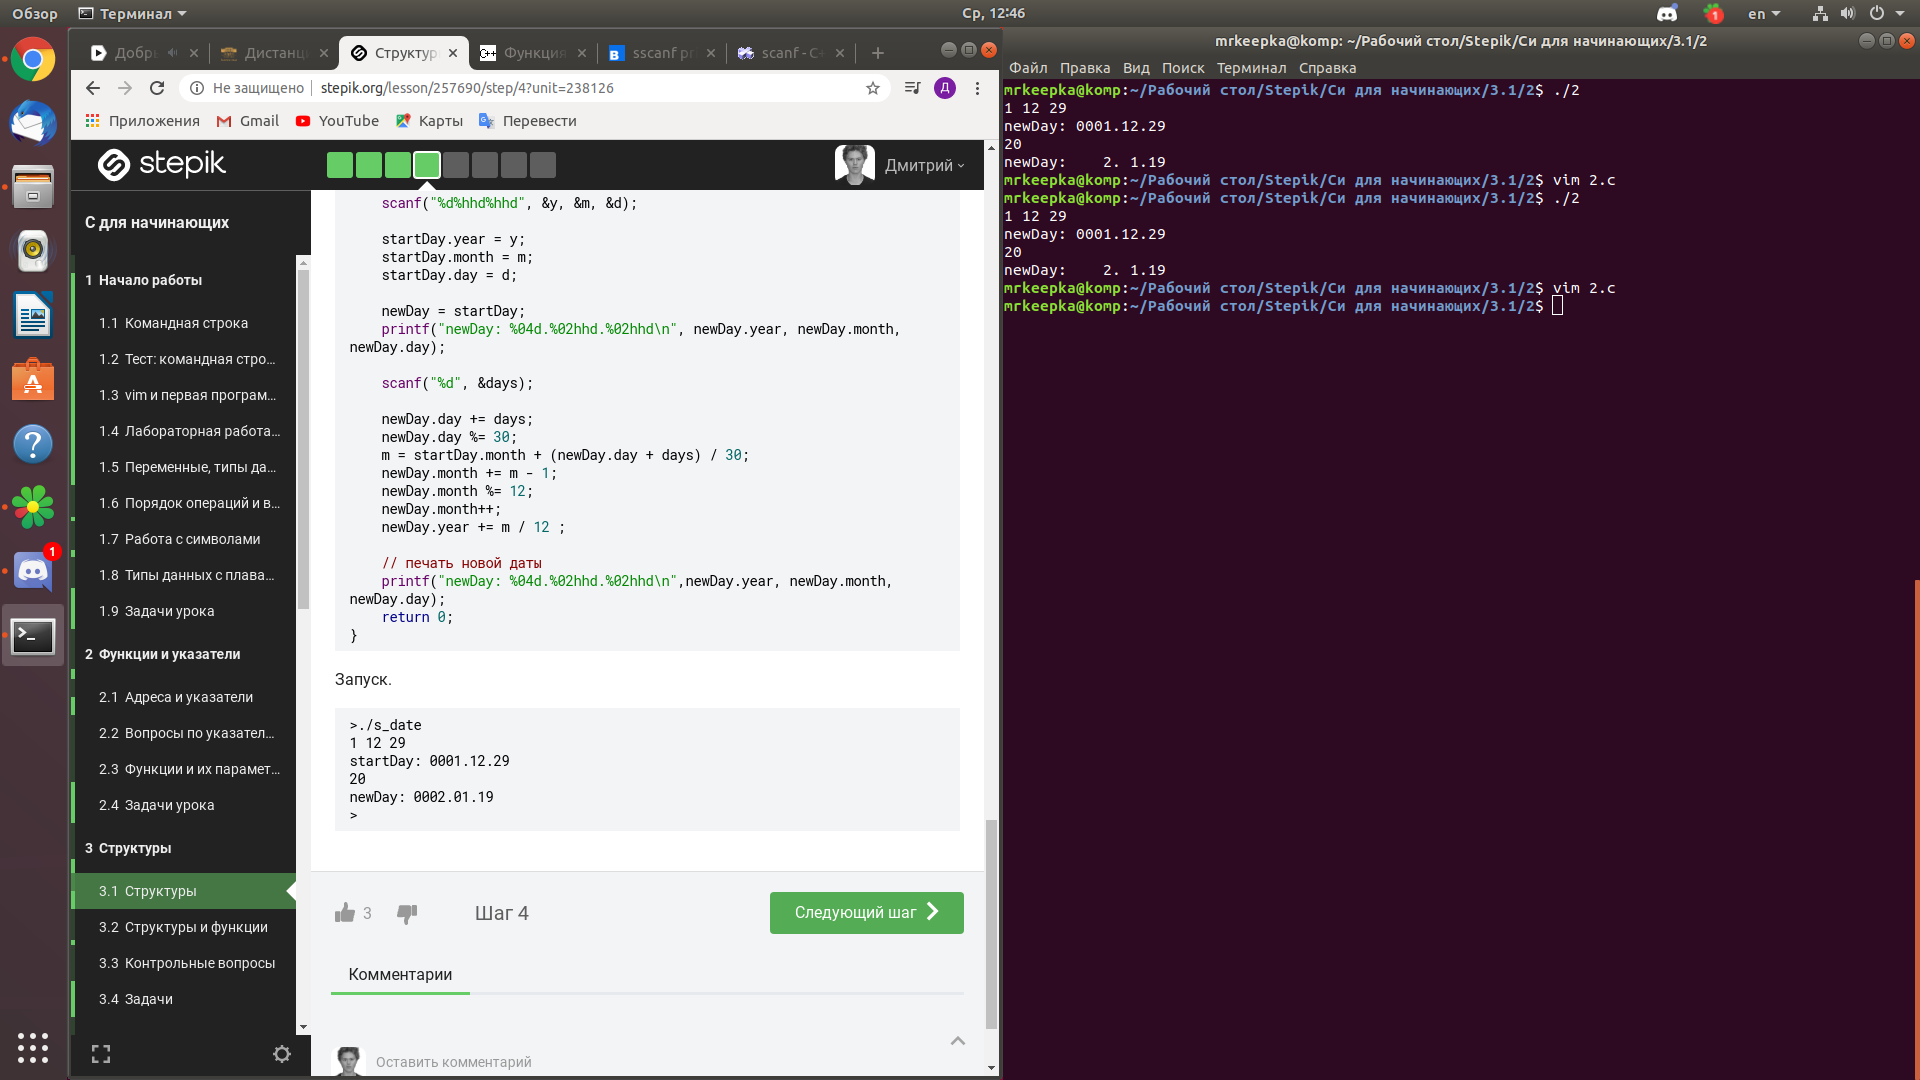 Обзор
Терминал
Ср, 12:46
1
en
Добр
Дистанц
Структур
Функция
sscanf pr
scanf - C+
Не защищено
stepik.org/lesson/257690/step/4?unit=238126
Д
Приложения
Gmail
YouTube
Карты
Перевести
stepik
Дмитрий
С для начинающих
1 Начало работы
1.1 Командная строка
1.2 Тест: командная стро...
1.3 vim и первая програм...
1.4 Лабораторная работа...
1.5 Переменные, типы да...
1.6 Порядок операций и в...
1.7 Работа с символами
1.8 Типы данных с плава...
1.9 Задачи урока
2 Функции и указатели
2.1 Адреса и указатели
2.2 Вопросы по указател...
2.3 Функции и их парамет...
2.4 Задачи урока
3 Структуры
3.1 Структуры
3.2 Структуры и функции
3.3 Контрольные вопросы
3.4 Задачи
1
scanf("%d%hhd%hhd", &y, &m, &d);
startDay.year = y;
startDay.month = m;
startDay.day = d;
newDay = startDay;
printf("newDay: %04d.%02hhd.%02hhd\n", newDay.year, newDay.month,
newDay.day);
scanf("%d", &days);
newDay.day += days;
newDay.day %= 30;
m = startDay.month + (newDay.day + days) / 30;
newDay.month += m - 1;
newDay.month %= 12;
newDay.month++;
newDay.year += m / 12 ;
// печать новой даты
printf("newDay: %04d.%02hhd.%02hhd\n",newDay.year, newDay.month,
newDay.day);
return 0;
}
Запуск.
>./s_date
1 12 29
startDay: 0001.12.29
20
newDay: 0002.01.19
>
3
Шаг 4
Следующий шаг
Комментарии
Оставить комментарий
mrkeepka@komp: ~/Рабочий стол/Stepik/Си для начинающих/3.1/2
Файл Правка Вид Поиск Терминал Справка
mrkeepka@komp:~/Рабочий стол/Stepik/Си для начинающих/3.1/2$ ./2
1 12 29
newDay: 0001.12.29
20
newDay:    2. 1.19
mrkeepka@komp:~/Рабочий стол/Stepik/Си для начинающих/3.1/2$ vim 2.c
mrkeepka@komp:~/Рабочий стол/Stepik/Си для начинающих/3.1/2$ ./2
1 12 29
newDay: 0001.12.29
20
newDay:    2. 1.19
mrkeepka@komp:~/Рабочий стол/Stepik/Си для начинающих/3.1/2$ vim 2.c
mrkeepka@komp:~/Рабочий стол/Stepik/Си для начинающих/3.1/2$